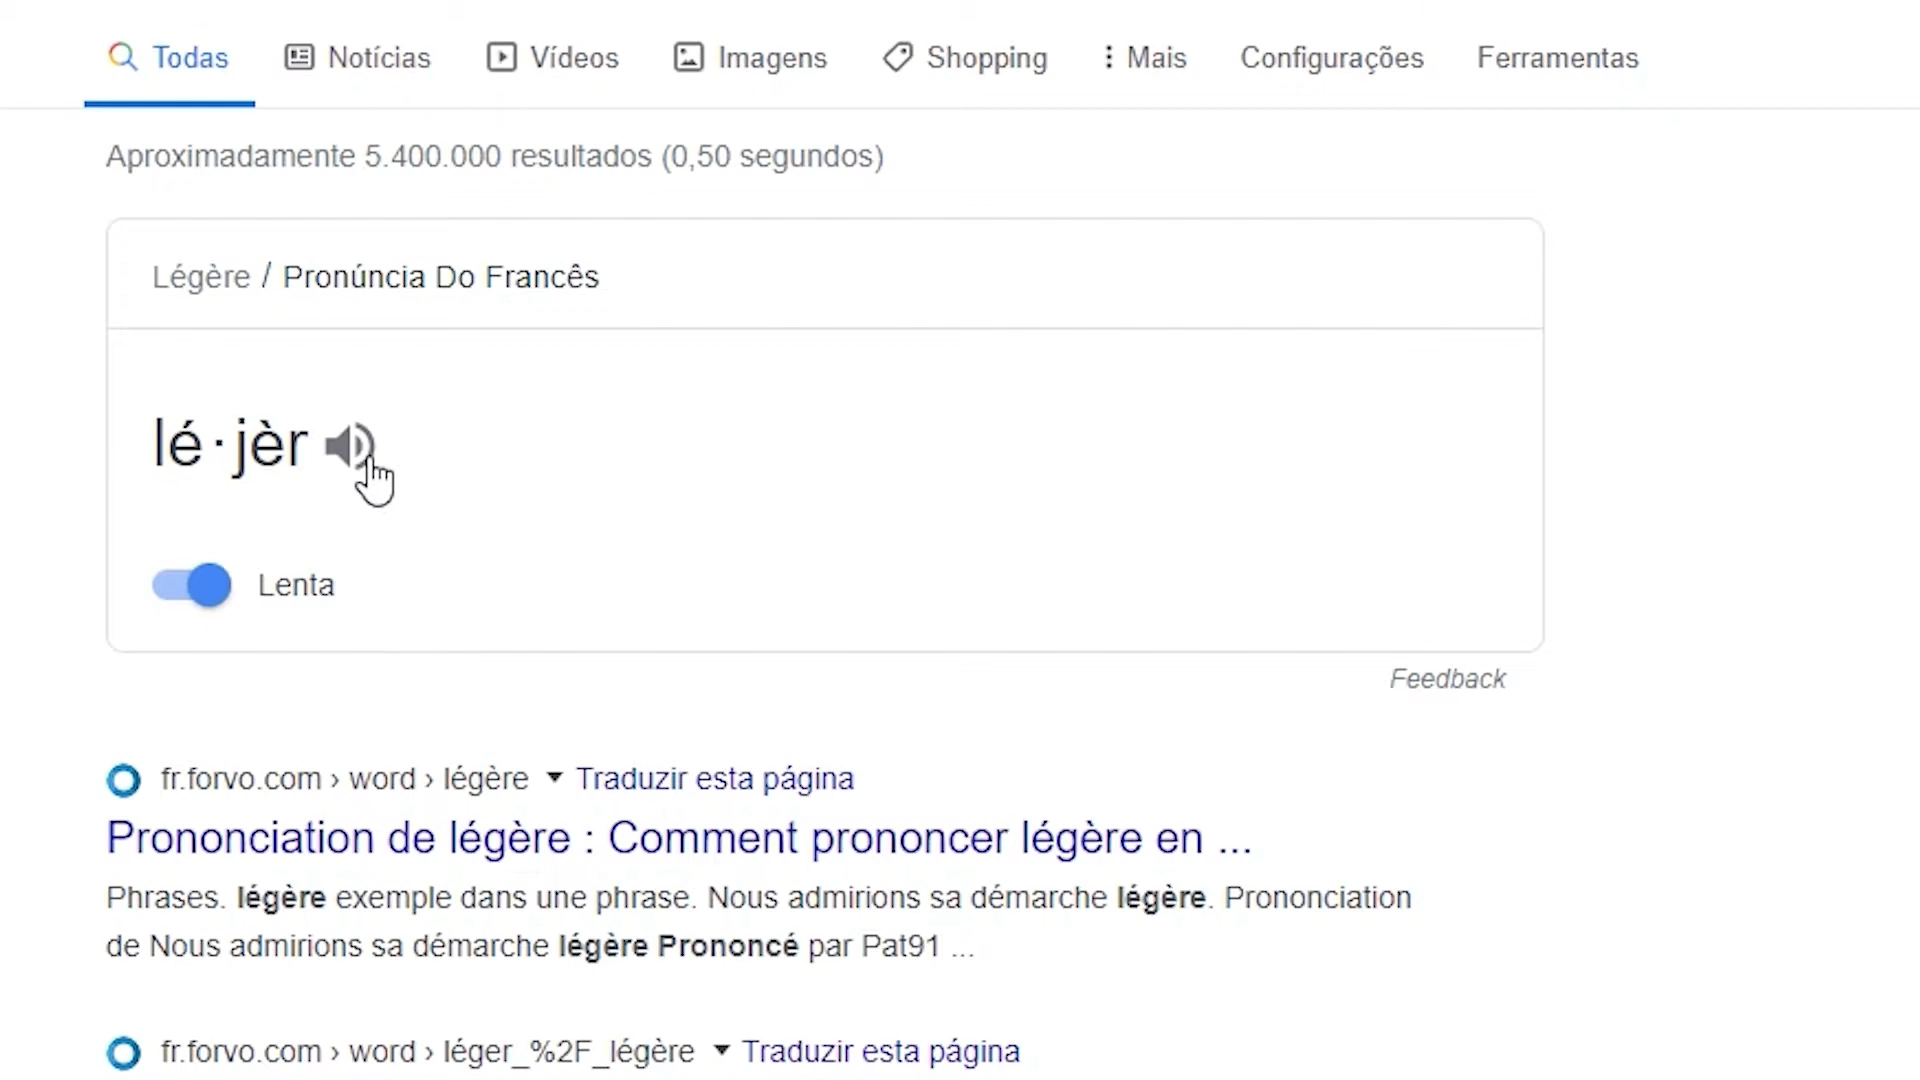 Todas Notícias Vídeos Imagens Shopping Mais Configurações Ferramentas
Aproximadamente 5.400.000 resultados (0,50 segundos)
Légère / Pronúncia Do Francês
lé·jèr
Lenta
Feedback
fr.forvo.com › word › légère Traduzir esta página
Prononciation de légère : Comment prononcer légère en ...
Phrases. légère exemple dans une phrase. Nous admirions sa démarche légère. Prononciation
de Nous admirions sa démarche légère Prononcé par Pat91 ...
fr.forvo.com › word › léger_%2F_légère Traduzir esta página